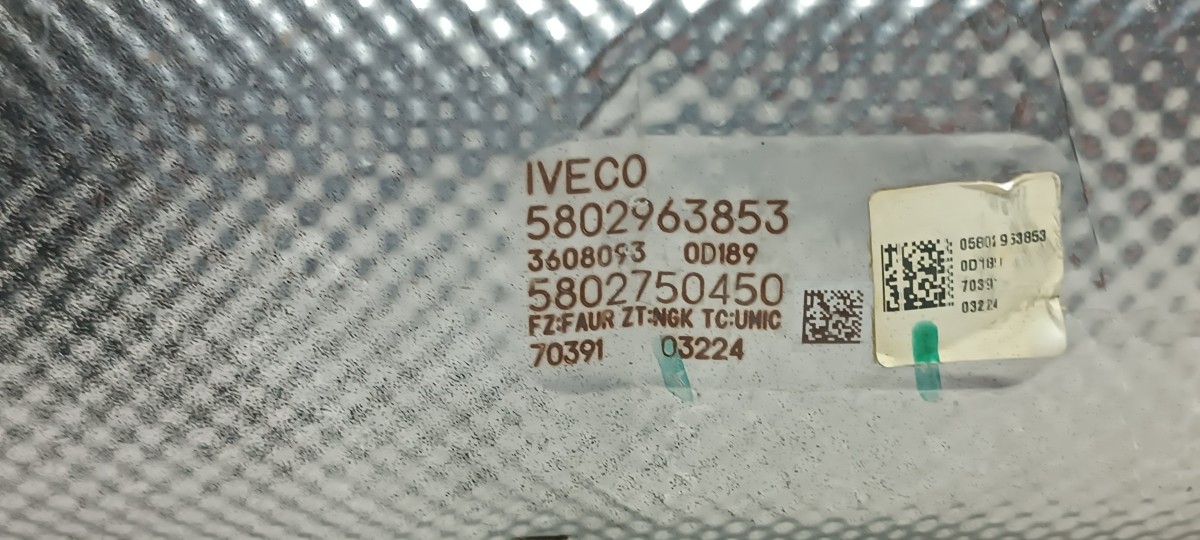 IVECO
5802963853
3608093 0D189
5802750450
FZ:FAUR ZT:NGK TC:UMIC
70391 03224
0D189
03224